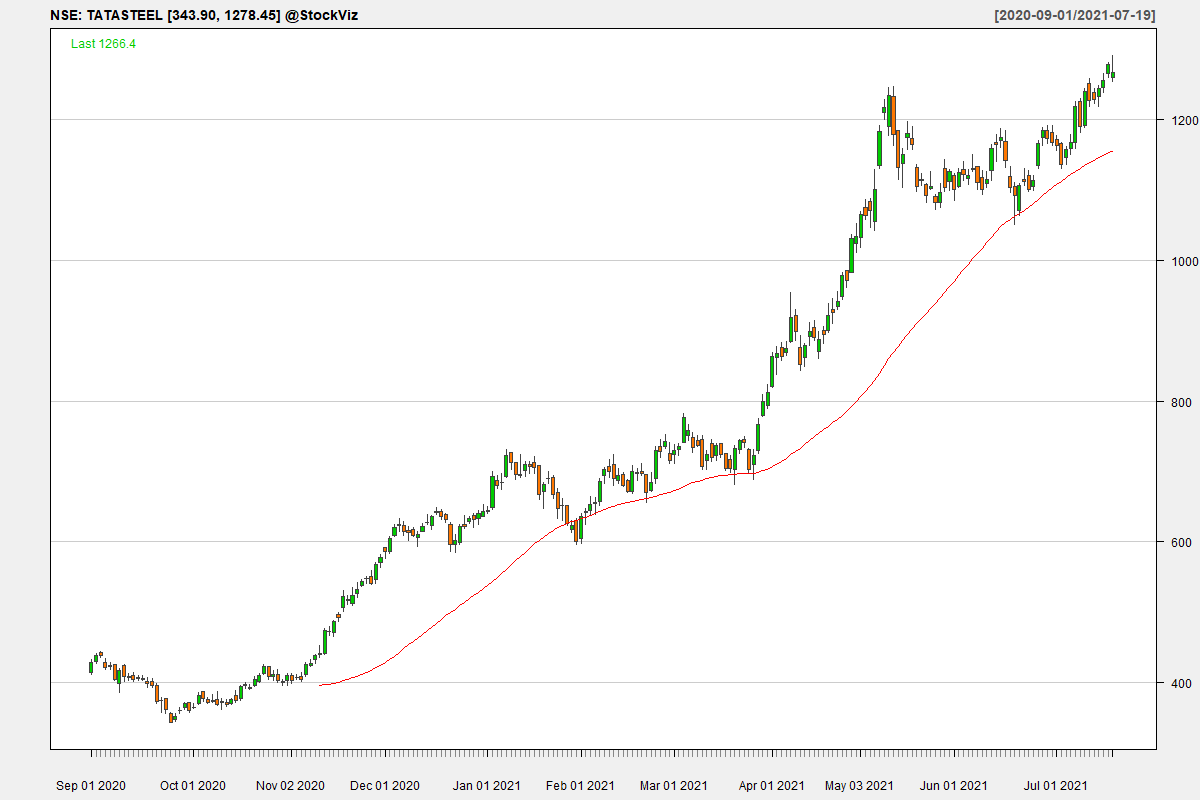 NSE: TATASTEEL [343.90, 1278.45] @StockViz
[2020-09-01/2021-07-19]
Last 1266.4
1200
1000
800
600
400
Sep 01 2020 Oct 01 2020 Nov 02 2020 Dec 01 2020 Jan 01 2021 Feb 01 2021 Mar 01 2021 Apr 01 2021 May 03 2021 Jun 01 2021 Jul 01 2021